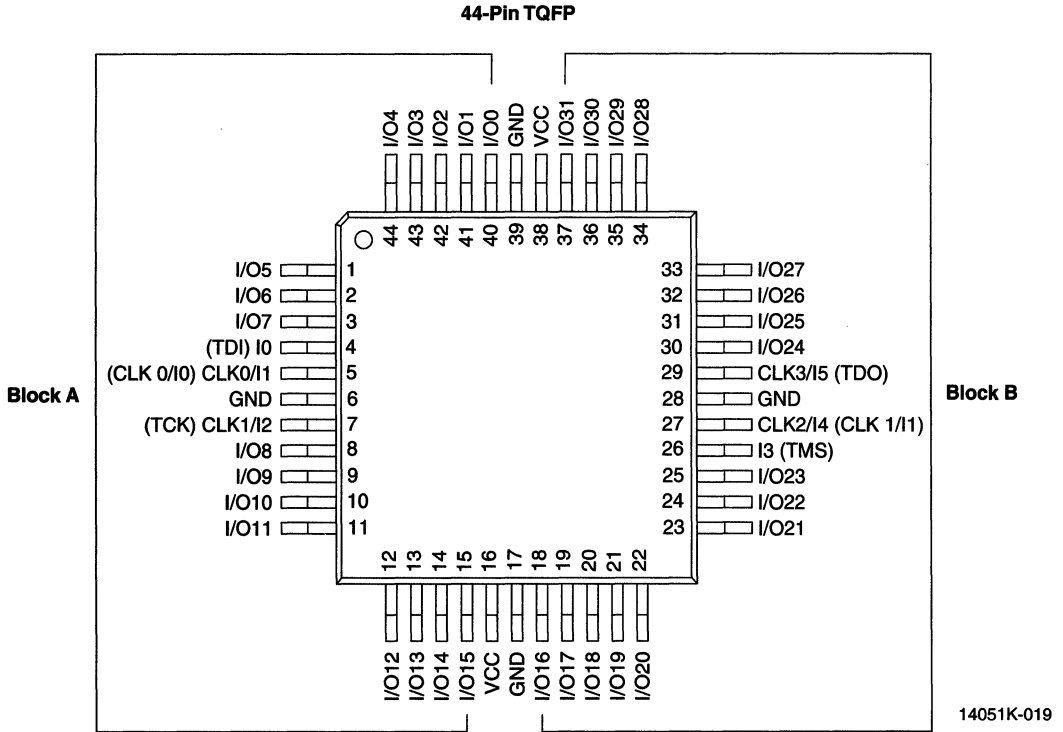 44-Pin TQFP
I/O4
I/O3
I/O2
I/O1
I/O0
GND
VCC
I/O31
I/O30
I/O29
I/O28
44
43
42
41
40
39
38
37
36
35
34
I/O5 1
I/O6 2
I/O7 3
(TDI) I0 4
(CLK 0/I0) CLK0/I1 5
GND 6
(TCK) CLK1/I2 7
I/O8 8
I/O9 9
I/O10 10
I/O11 11
33 I/O27
32 I/O26
31 I/O25
30 I/O24
29 CLK3/I5 (TDO)
28 GND
27 CLK2/I4 (CLK 1/I1)
26 I3 (TMS)
25 I/O23
24 I/O22
23 I/O21
Block A
Block B
12
13
14
15
16
17
18
19
20
21
22
I/O12
I/O13
I/O14
I/O15
VCC
GND
I/O16
I/O17
I/O18
I/O19
I/O20
14051K-019